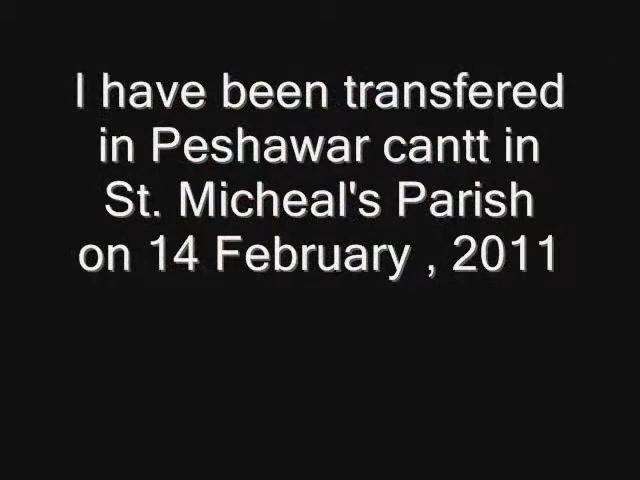 I have been transfered
in Peshawar cantt in
St. Micheal's Parish
on 14 February , 2011